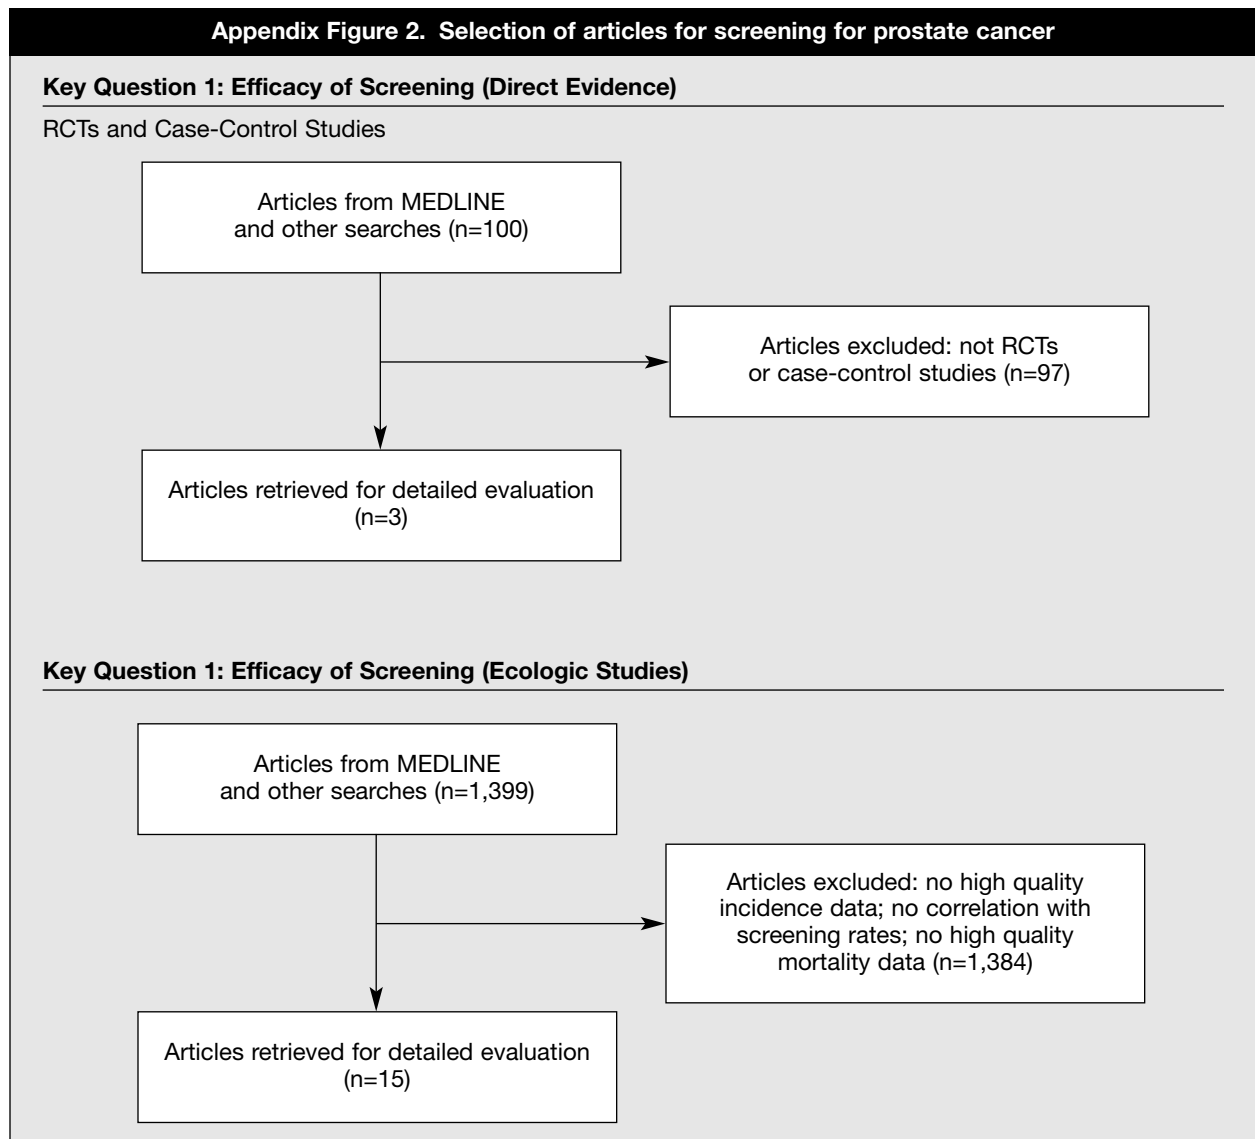 Appendix Figure 2. Selection of articles for screening for prostate cancer
Key Question 1: Efficacy of Screening (Direct Evidence)
RCTs and Case-Control Studies
Articles from MEDLINE
and other searches (n=100)
Articles excluded: not RCTs
or case-control studies (n=97)
Articles retrieved for detailed evaluation
(n=3)
Key Question 1: Efficacy of Screening (Ecologic Studies)
Articles from MEDLINE
and other searches (n=1,399)
Articles excluded: no high quality
incidence data; no correlation with
screening rates; no high quality
mortality data (n=1,384)
Articles retrieved for detailed evaluation
(n=15)